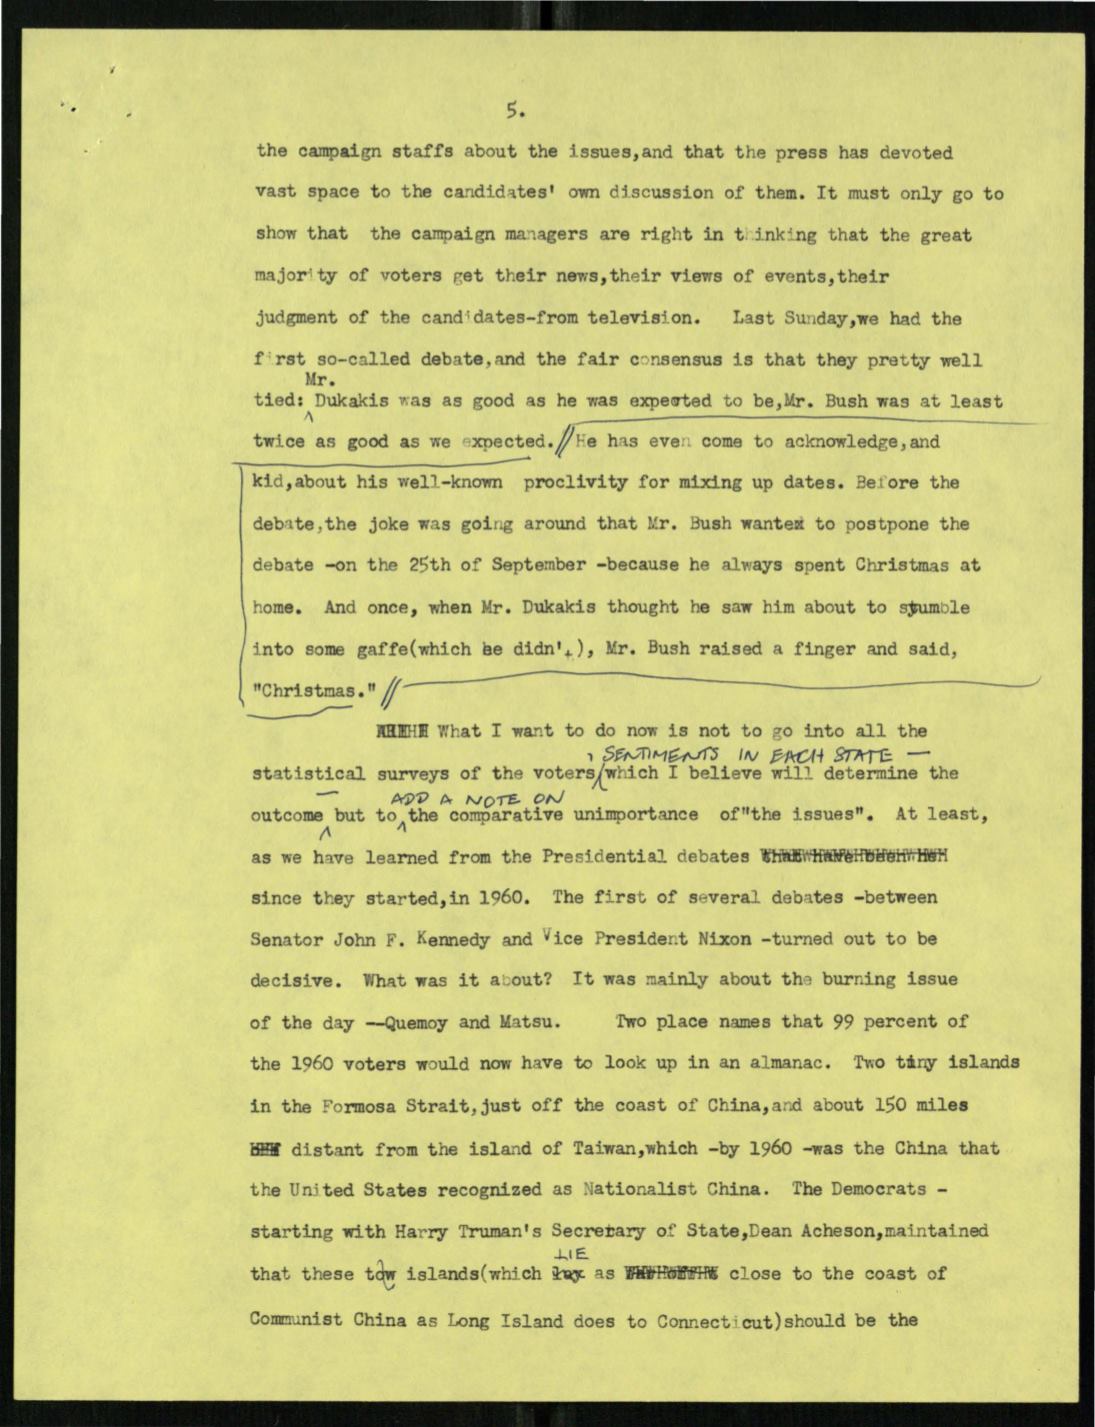 5.
the campaign staffs about the issues,and that the press has devoted
vast space to the candidates' own discussion of them. It must only go to
show that the campaign managers are right in thinking that the great
majority of voters get their news,their views of events,their
judgment of the candidates-from television. Last Sunday,we had the
first so-called debate,and the fair consensus is that they pretty well
Mr.
tied: Dukakis was as good as he was expected to be,Mr. Bush was at least
twice as good as we expected.// He has even come to acknowledge,and
kid,about his well-known proclivity for mixing up dates. Before the
debate,the joke was going around that Mr. Bush wanted to postpone the
debate -on the 25th of September -because he always spent Christmas at
home. And once, when Mr. Dukakis thought he saw him about to stumble
into some gaffe(which he didn't), Mr. Bush raised a finger and said,
"Christmas." //
What I want to do now is not to go into all the
, SENTIMENTS IN EACH STATE —
statistical surveys of the voters(which I believe will determine the
— ADD A NOTE ON
outcome but to the comparative unimportance of"the issues". At least,
as we have learned from the Presidential debates
since they started,in 1960. The first of several debates -between
Senator John F. Kennedy and Vice President Nixon -turned out to be
decisive. What was it about? It was mainly about the burning issue
of the day --Quemoy and Matsu. Two place names that 99 percent of
the 1960 voters would now have to look up in an almanac. Two tiny islands
in the Formosa Strait,just off the coast of China,and about 150 miles
distant from the island of Taiwan,which -by 1960 -was the China that
the United States recognized as Nationalist China. The Democrats -
starting with Harry Truman's Secretary of State,Dean Acheson,maintained
LIE
that these tow islands(which lay as close to the coast of
Communist China as Long Island does to Connecticut)should be the